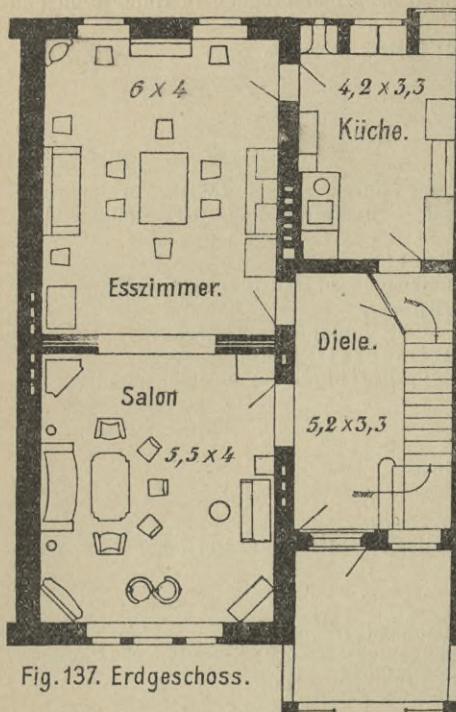 6 x 4
4,2 x 3,3
Küche.
Esszimmer.
Diele.
Salon
5,2 x 3,3
5,5 x 4
Fig. 137. Erdgeschoss.